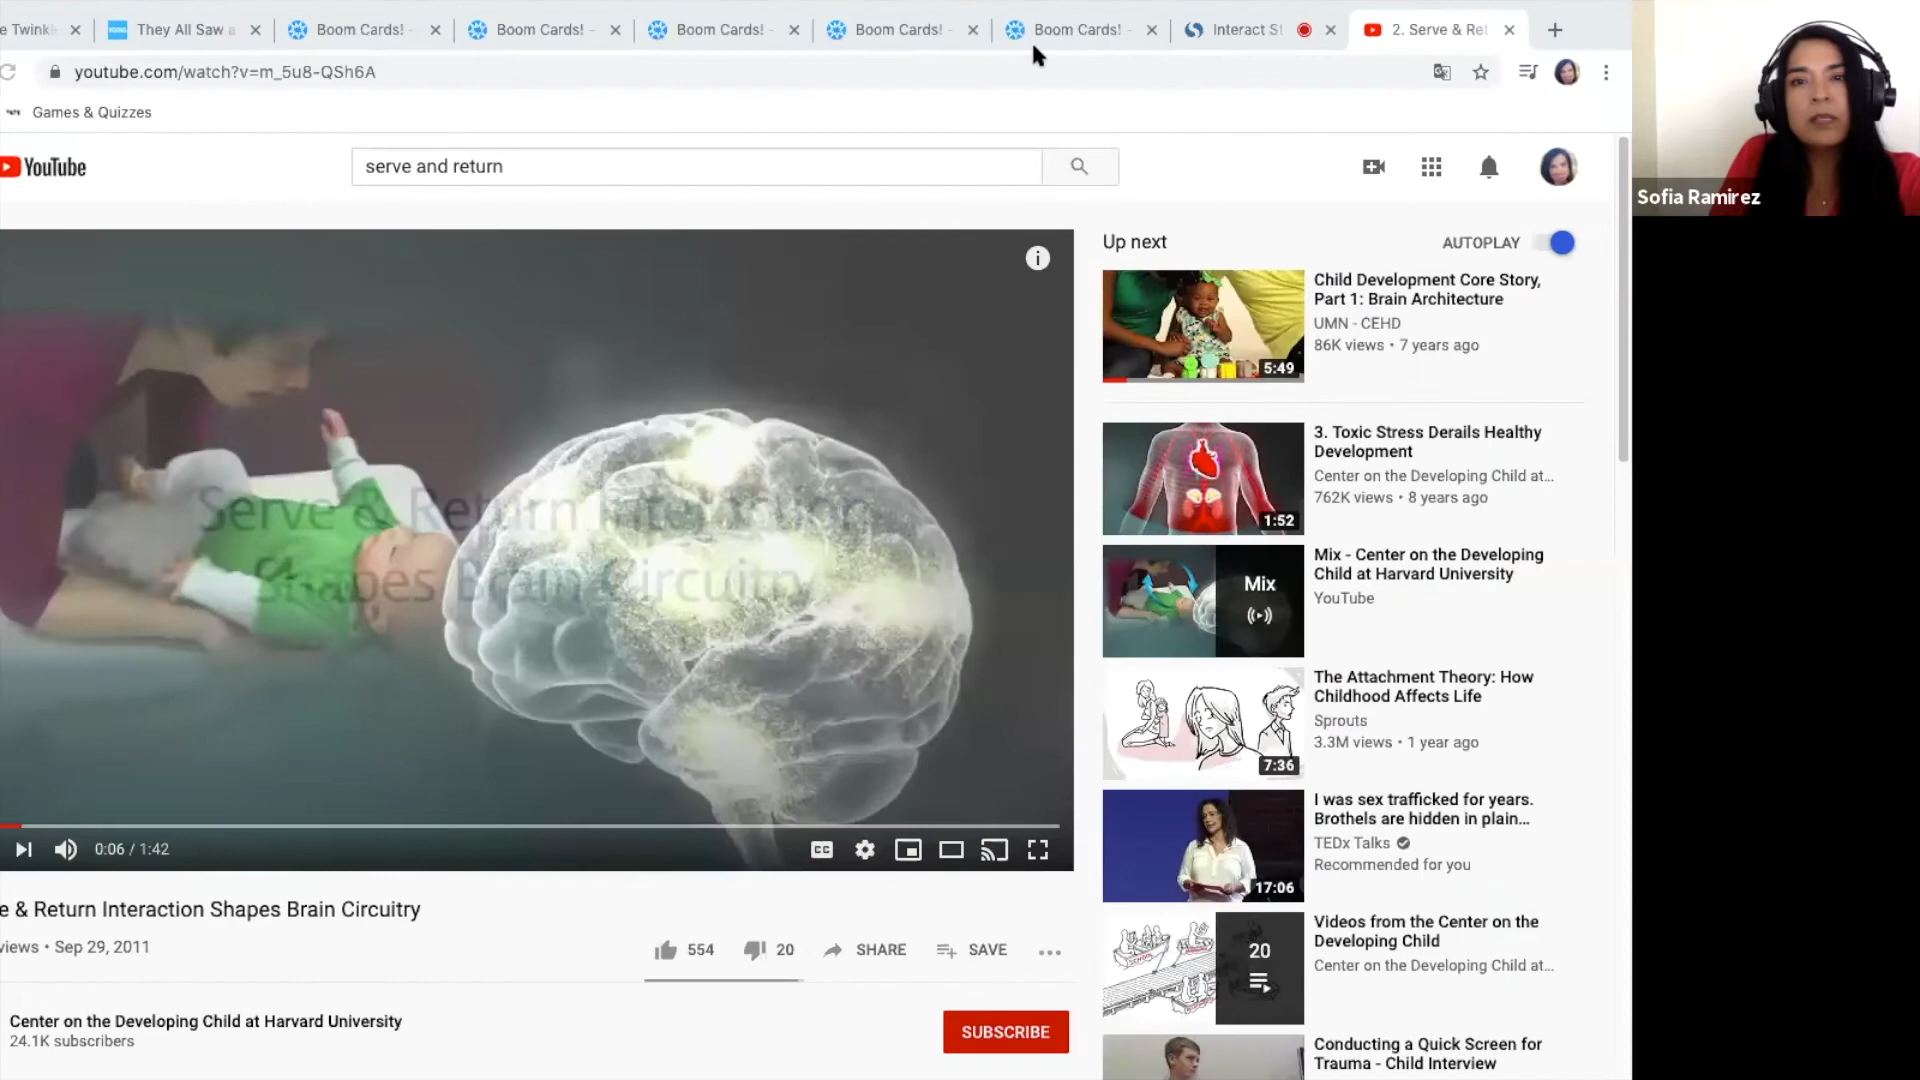 e Twinkl
They All Saw a
Boom Cards! -
Boom Cards! -
Boom Cards! -
Boom Cards! -
Boom Cards! -
Interact St
2. Serve & Ret
youtube.com/watch?v=m_5u8-QSh6A
Games & Quizzes
YouTube
serve and return
Sofia Ramirez
Up next
AUTOPLAY
Serve & Return Interaction
Shapes Brain Circuitry
Child Development Core Story,
Part 1: Brain Architecture
UMN - CEHD
86K views • 7 years ago
5:49
3. Toxic Stress Derails Healthy
Development
Center on the Developing Child at...
762K views • 8 years ago
1:52
Mix - Center on the Developing
Child at Harvard University
YouTube
Mix
The Attachment Theory: How
Childhood Affects Life
Sprouts
3.3M views • 1 year ago
7:36
I was sex trafficked for years.
Brothels are hidden in plain...
TEDx Talks
Recommended for you
17:06
Videos from the Center on the
Developing Child
Center on the Developing Child at...
20
Conducting a Quick Screen for
Trauma - Child Interview
0:06 / 1:42
CC
e & Return Interaction Shapes Brain Circuitry
views • Sep 29, 2011
554
20
SHARE
SAVE
Center on the Developing Child at Harvard University
24.1K subscribers
SUBSCRIBE